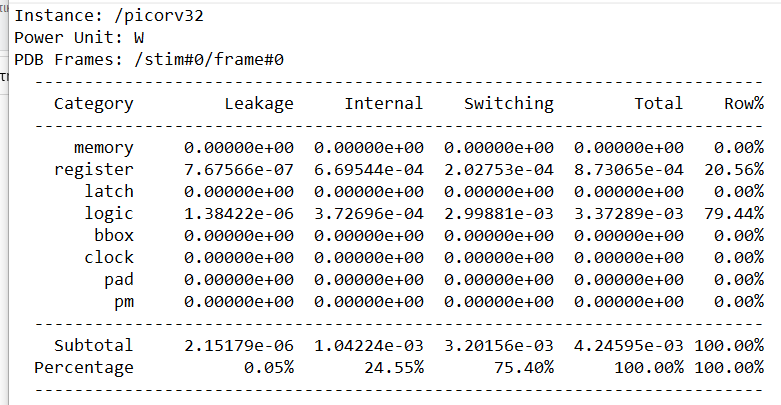 Instance: /picorv32
Power Unit: W
PDB Frames: /stim#0/frame#0
-------------------------------------------------------------------------
Category Leakage Internal Switching Total Row%
-------------------------------------------------------------------------
memory 0.00000e+00 0.00000e+00 0.00000e+00 0.00000e+00 0.00%
register 7.67566e-07 6.69544e-04 2.02753e-04 8.73065e-04 20.56%
latch 0.00000e+00 0.00000e+00 0.00000e+00 0.00000e+00 0.00%
logic 1.38422e-06 3.72696e-04 2.99881e-03 3.37289e-03 79.44%
bbox 0.00000e+00 0.00000e+00 0.00000e+00 0.00000e+00 0.00%
clock 0.00000e+00 0.00000e+00 0.00000e+00 0.00000e+00 0.00%
pad 0.00000e+00 0.00000e+00 0.00000e+00 0.00000e+00 0.00%
pm 0.00000e+00 0.00000e+00 0.00000e+00 0.00000e+00 0.00%
-------------------------------------------------------------------------
Subtotal 2.15179e-06 1.04224e-03 3.20156e-03 4.24595e-03 100.00%
Percentage 0.05% 24.55% 75.40% 100.00% 100.00%
-------------------------------------------------------------------------